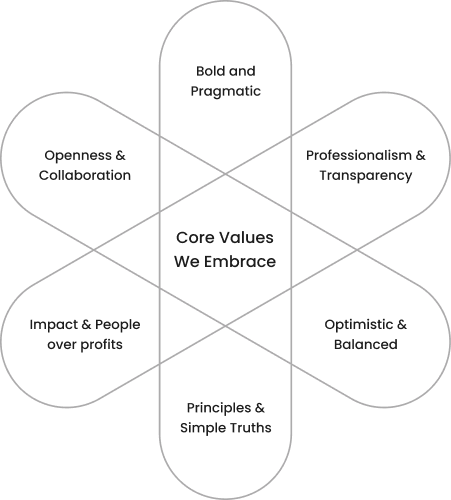 Bold and
Pragmatic
Openness &
Collaboration
Professionalism &
Transparency
Core Values
We Embrace
Impact & People
over profits
Optimistic &
Balanced
Principles &
Simple Truths